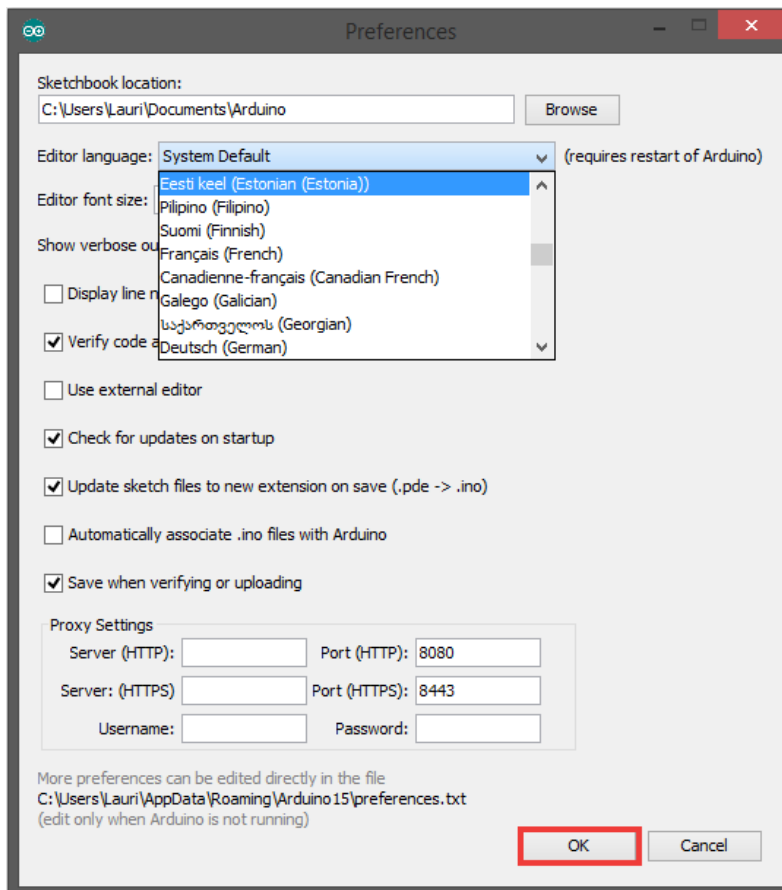 Preferences
Sketchbook location:
C:\Users\Lauri\Documents\Arduino Browse
Editor language: System Default (requires restart of Arduino)
Eesti keel (Estonian (Estonia))
Editor font size:
Pilipino (Filipino)
Suomi (Finnish)
Show verbose ou
Français (French)
Canadienne-français (Canadian French)
Display line n
Galego (Galician)
საქართველოს (Georgian)
Verify code a
Deutsch (German)
Use external editor
Check for updates on startup
Update sketch files to new extension on save (.pde -> .ino)
Automatically associate .ino files with Arduino
Save when verifying or uploading
Proxy Settings
Server (HTTP): Port (HTTP): 8080
Server: (HTTPS) Port (HTTPS): 8443
Username: Password:
More preferences can be edited directly in the file
C:\Users\Lauri\AppData\Roaming\Arduino15\preferences.txt
(edit only when Arduino is not running)
OK Cancel